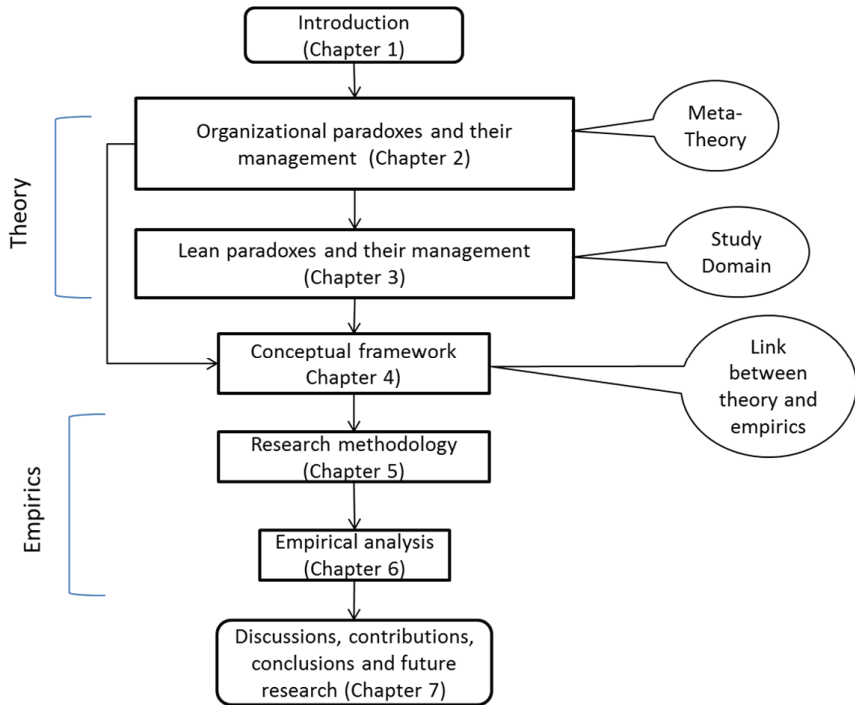 Introduction
(Chapter 1)
Organizational paradoxes and their
management (Chapter 2)
Meta-
Theory
Theory
Lean paradoxes and their management
(Chapter 3)
Study
Domain
Conceptual framework
Chapter 4)
Link
between
theory and
empirics
Research methodology
(Chapter 5)
Empirics
Empirical analysis
(Chapter 6)
Discussions, contributions,
conclusions and future
research (Chapter 7)